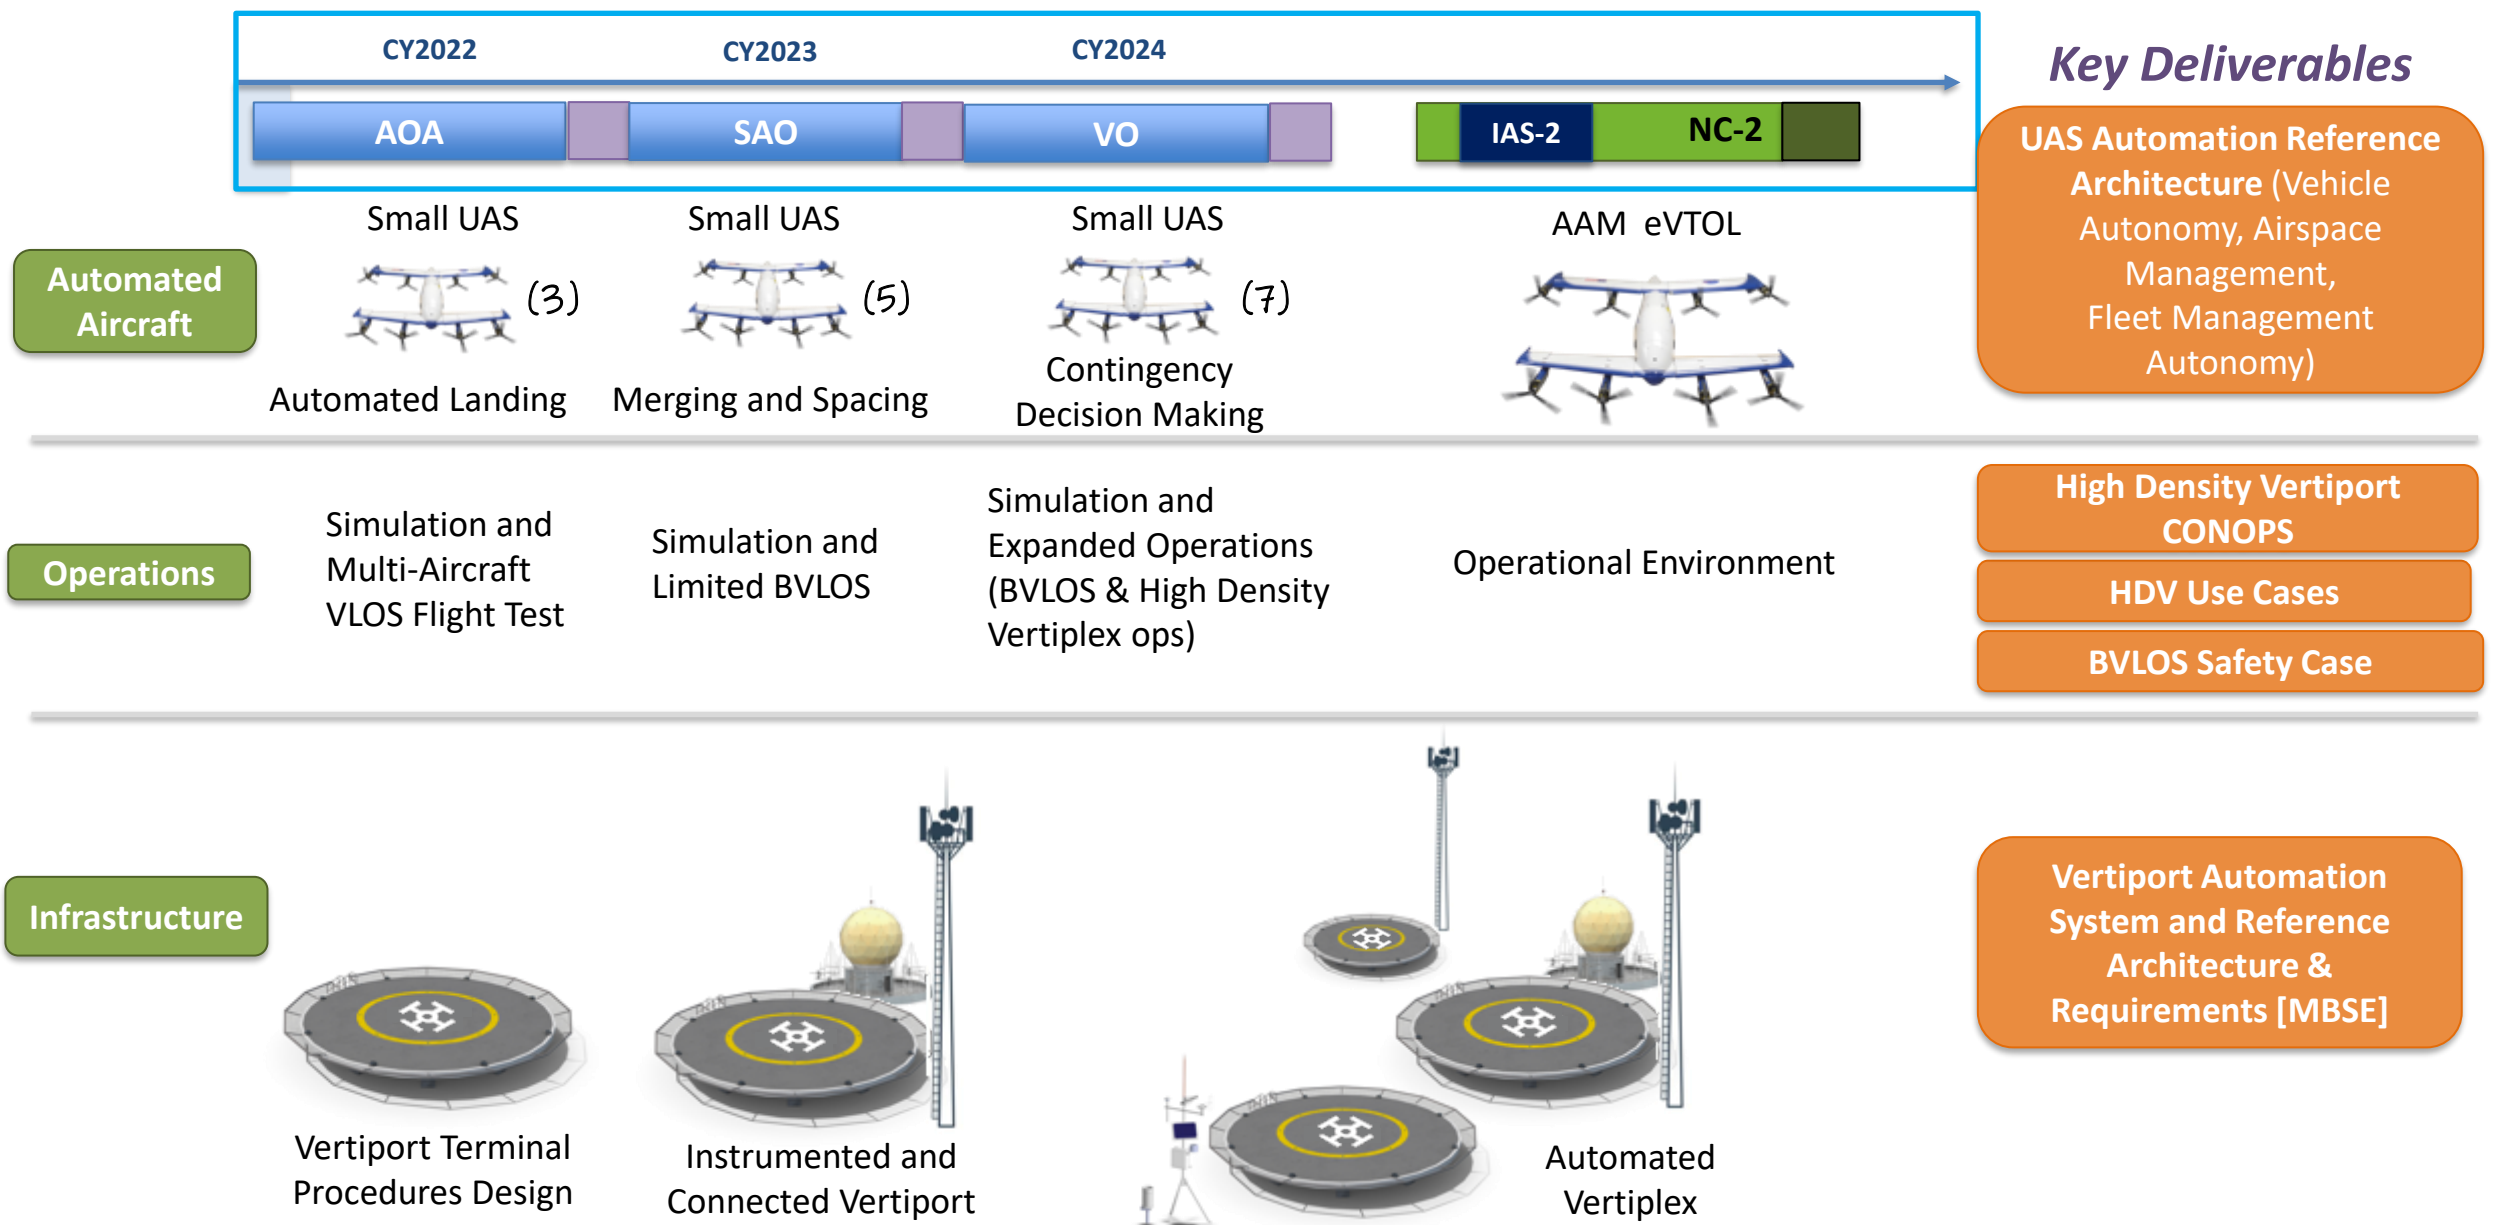 CY2022
CY2023
CY2024
Key Deliverables
AOA
SAO
VO
IAS-2
NC-2
UAS Automation Reference
Architecture (Vehicle
Autonomy, Airspace
Management,
Fleet Management
Autonomy)
Automated
Aircraft
Small UAS
(3)
Automated Landing
Small UAS
(5)
Merging and Spacing
Small UAS
(7)
Contingency
Decision Making
AAM eVTOL
Operations
Simulation and
Multi-Aircraft
VLOS Flight Test
Simulation and
Limited BVLOS
Simulation and
Expanded Operations
(BVLOS & High Density
Vertiplex ops)
Operational Environment
High Density Vertiport
CONOPS
HDV Use Cases
BVLOS Safety Case
Infrastructure
Vertiport Terminal
Procedures Design
Instrumented and
Connected Vertiport
Automated
Vertiplex
Vertiport Automation
System and Reference
Architecture &
Requirements [MBSE]